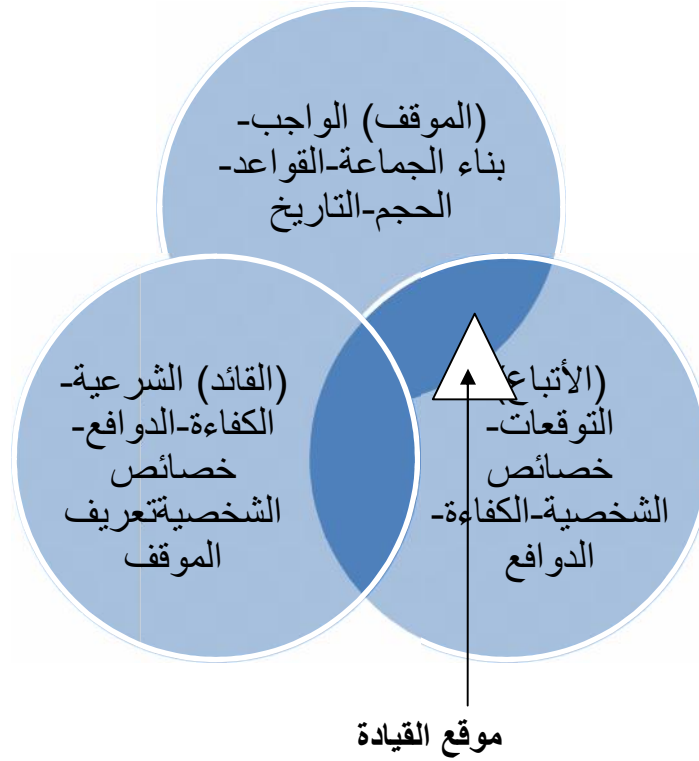 (الموقف) الواجب-
بناء الجماعة-القواعد-
الحجم-التاريخ
(الأتباع)
التوقعات-
خصائص
الشخصية-الكفاءة-
الدوافع
(القائد) الشرعية-
الكفاءة-الدوافع-
خصائص
الشخصيةتعريف
الموقف
موقع القيادة